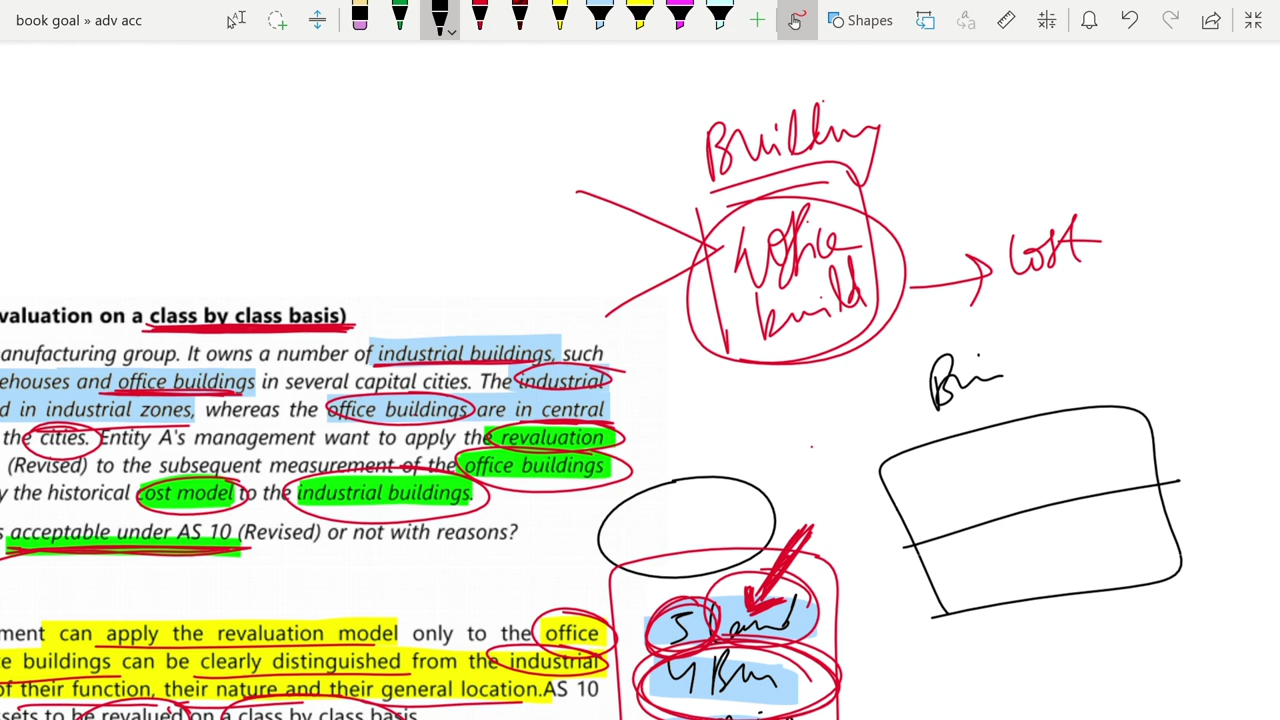 book goal » adv acc
Shapes
Building
office
build
cost
valuation on a class by class basis)
anufacturing group. It owns a number of industrial buildings, such
ehouses and office buildings in several capital cities. The industrial
d in industrial zones, whereas the office buildings are in central
the cities. Entity A's management want to apply the revaluation
(Revised) to the subsequent measurement of the office buildings
y the historical cost model to the industrial buildings.
s acceptable under AS 10 (Revised) or not with reasons?
Bui
5 Land
4 Bui
ment can apply the revaluation model only to the office
e buildings can be clearly distinguished from the industrial
of their function, their nature and their general location. AS 10
sets to be revalued on a class by class basis.